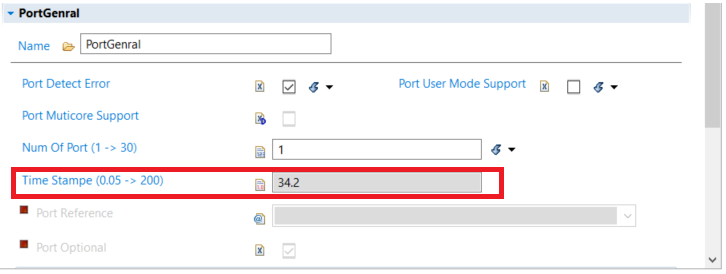 PortGenral
Name PortGenral
Port Detect Error Port User Mode Support
Port Muticore Support
Num Of Port (1 -> 30) 1
Time Stampe (0.05 -> 200) 34.2
Port Reference
Port Optional